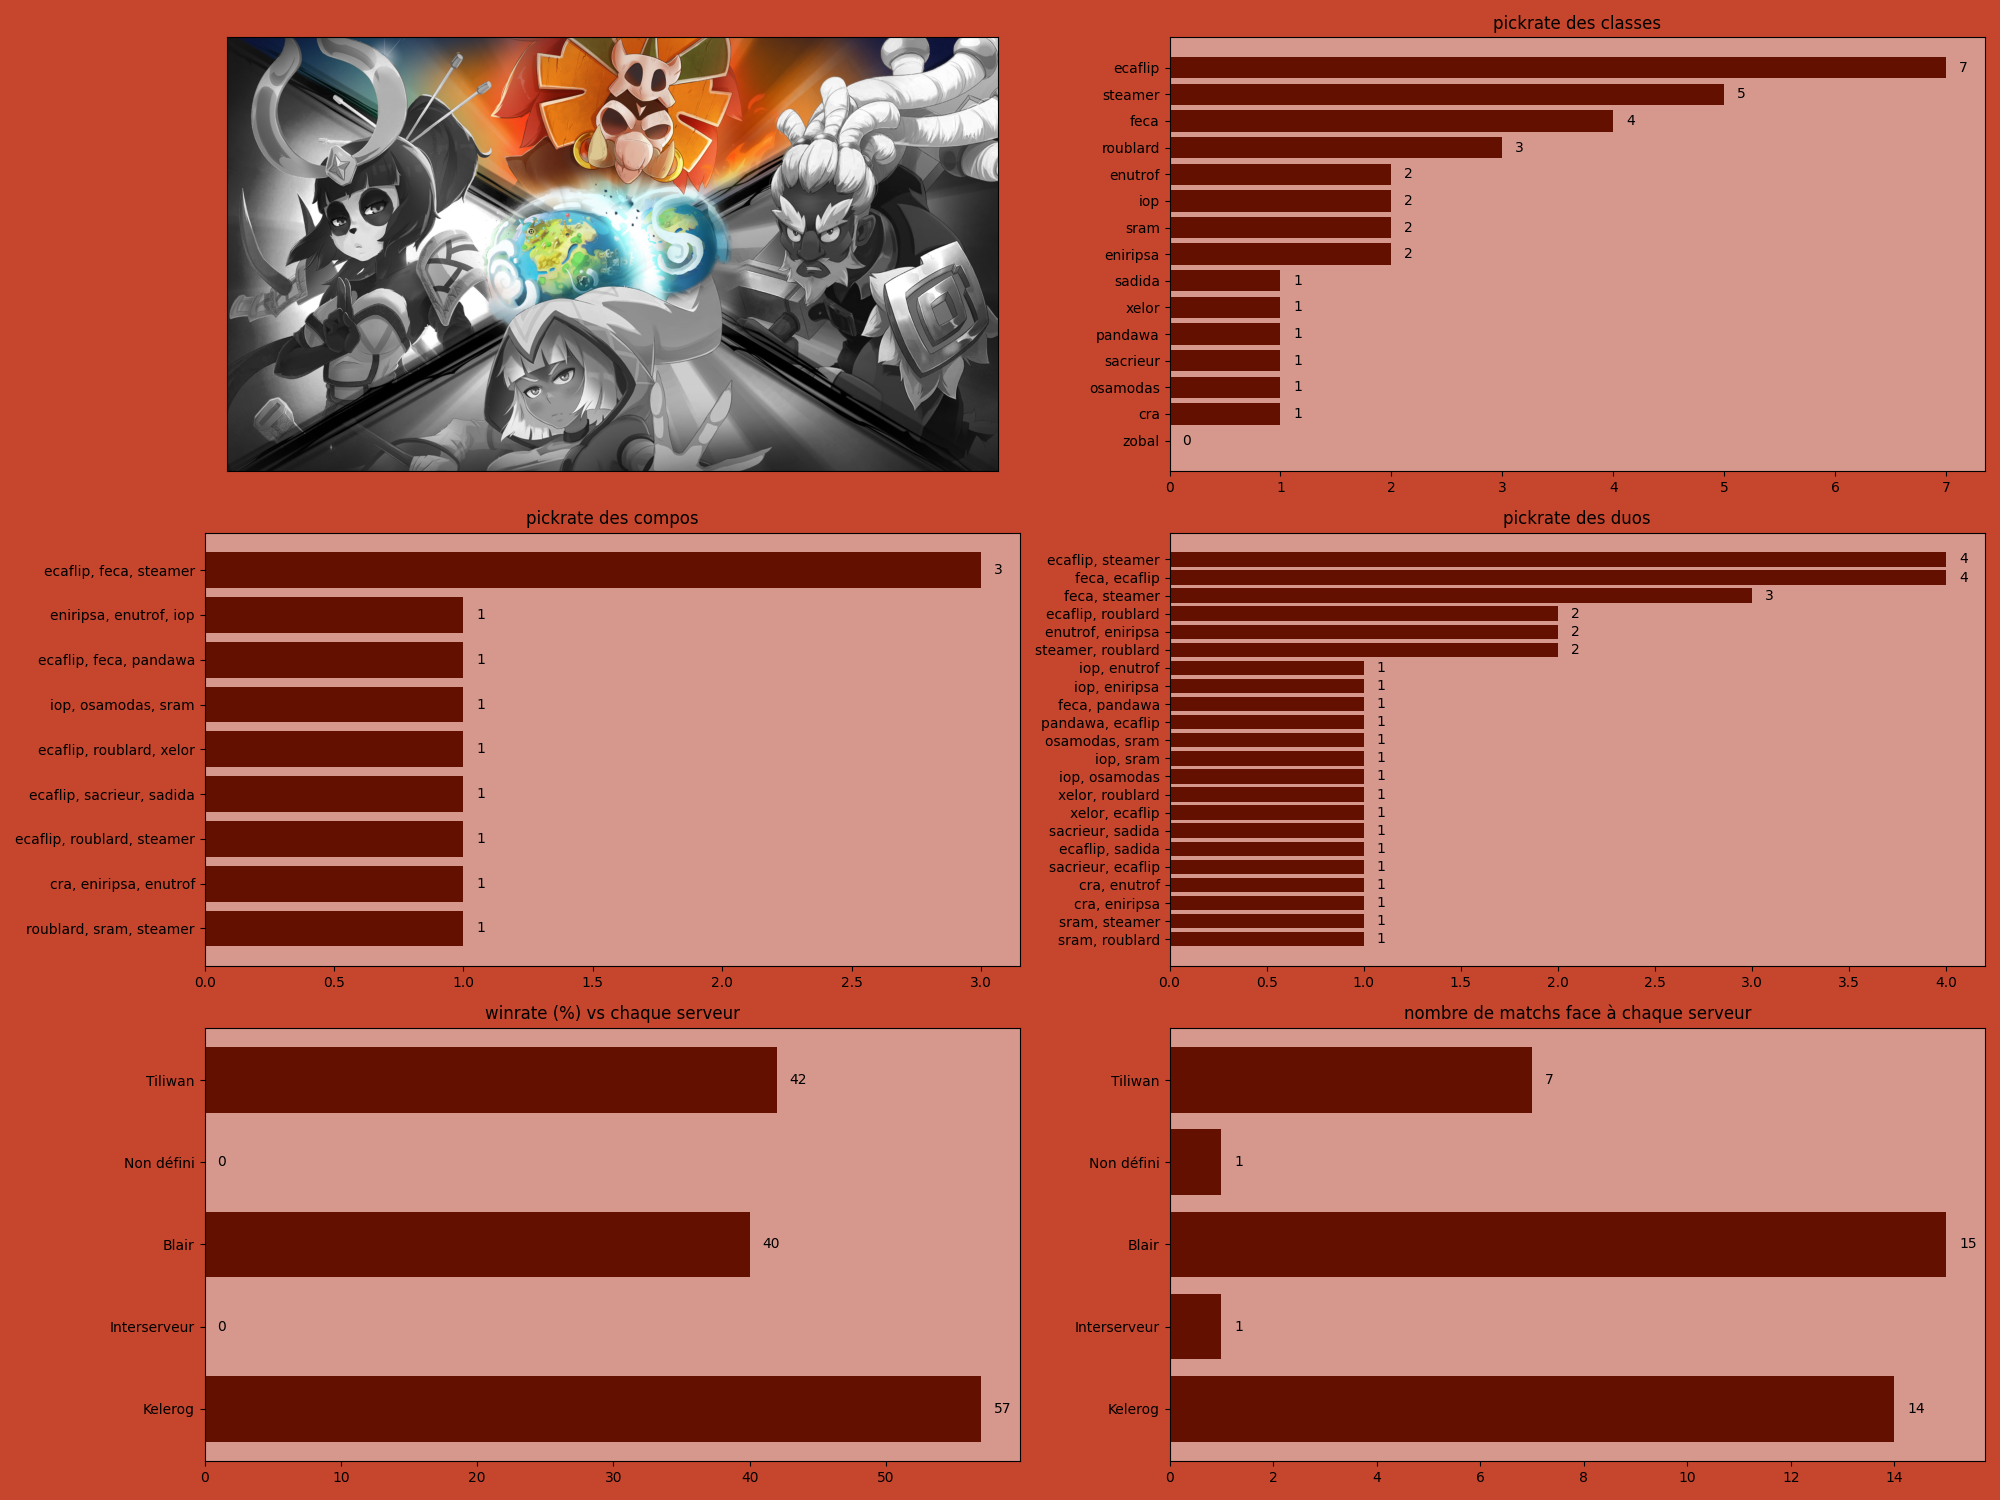 pickrate des classes
ecaflip 7
steamer 5
feca 4
roublard 3
enutrof 2
iop 2
sram 2
eniripsa 2
sadida 1
xelor 1
pandawa 1
sacrieur 1
osamodas 1
cra 1
zobal 0
0 1 2 3 4 5 6 7
pickrate des compos
ecaflip, feca, steamer 3
eniripsa, enutrof, iop 1
ecaflip, feca, pandawa 1
iop, osamodas, sram 1
ecaflip, roublard, xelor 1
ecaflip, sacrieur, sadida 1
ecaflip, roublard, steamer 1
cra, eniripsa, enutrof 1
roublard, sram, steamer 1
0.0 0.5 1.0 1.5 2.0 2.5 3.0
pickrate des duos
ecaflip, steamer 4
feca, ecaflip 4
feca, steamer 3
ecaflip, roublard 2
enutrof, eniripsa 2
steamer, roublard 2
iop, enutrof 1
iop, eniripsa 1
feca, pandawa 1
pandawa, ecaflip 1
osamodas, sram 1
iop, sram 1
iop, osamodas 1
xelor, roublard 1
xelor, ecaflip 1
sacrieur, sadida 1
ecaflip, sadida 1
sacrieur, ecaflip 1
cra, enutrof 1
cra, eniripsa 1
sram, steamer 1
sram, roublard 1
0.0 0.5 1.0 1.5 2.0 2.5 3.0 3.5 4.0
winrate (%) vs chaque serveur
Tiliwan 42
Non défini 0
Blair 40
Interserveur 0
Kelerog 57
0 10 20 30 40 50
nombre de matchs face à chaque serveur
Tiliwan 7
Non défini 1
Blair 15
Interserveur 1
Kelerog 14
0 2 4 6 8 10 12 14